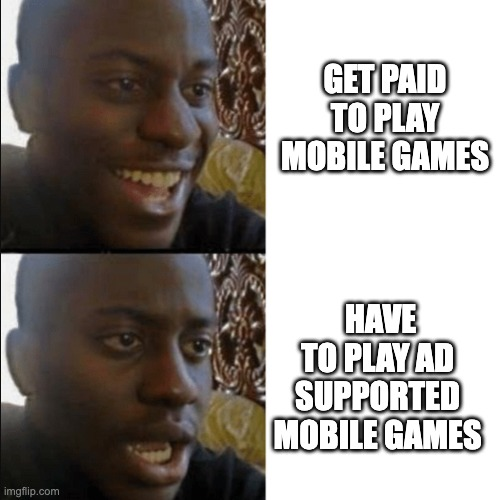 GET PAID
TO PLAY
MOBILE GAMES
HAVE
TO PLAY AD
SUPPORTED
MOBILE GAMES
imgflip.com